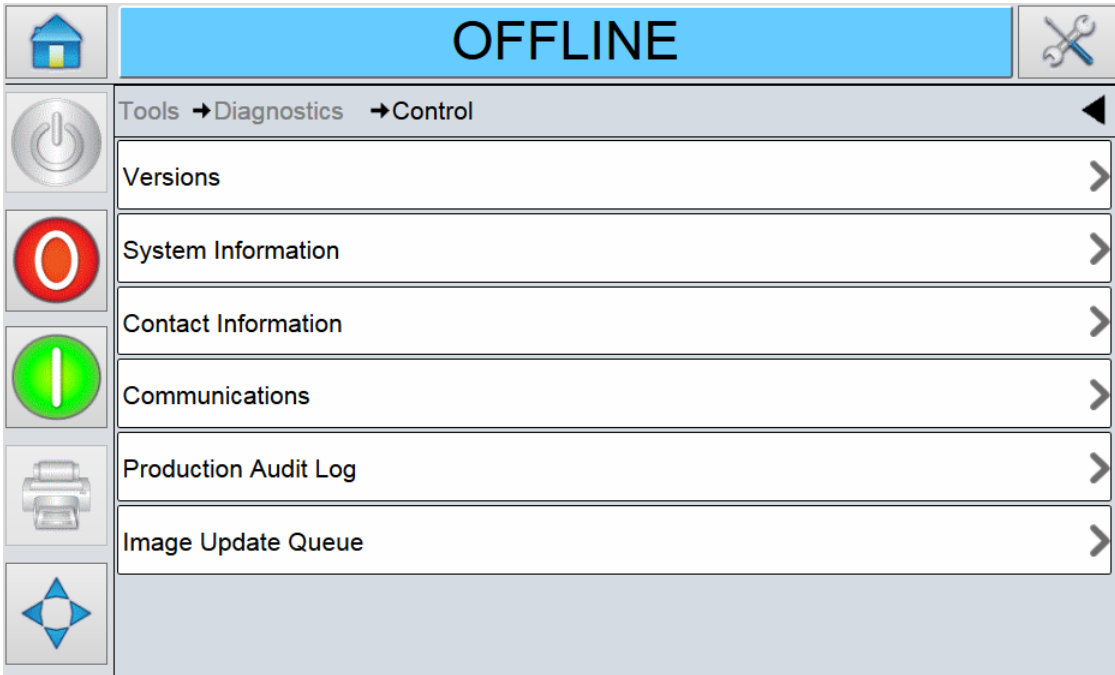 OFFLINE
Tools ➔Diagnostics ➔Control
Versions
System Information
Contact Information
Communications
Production Audit Log
Image Update Queue